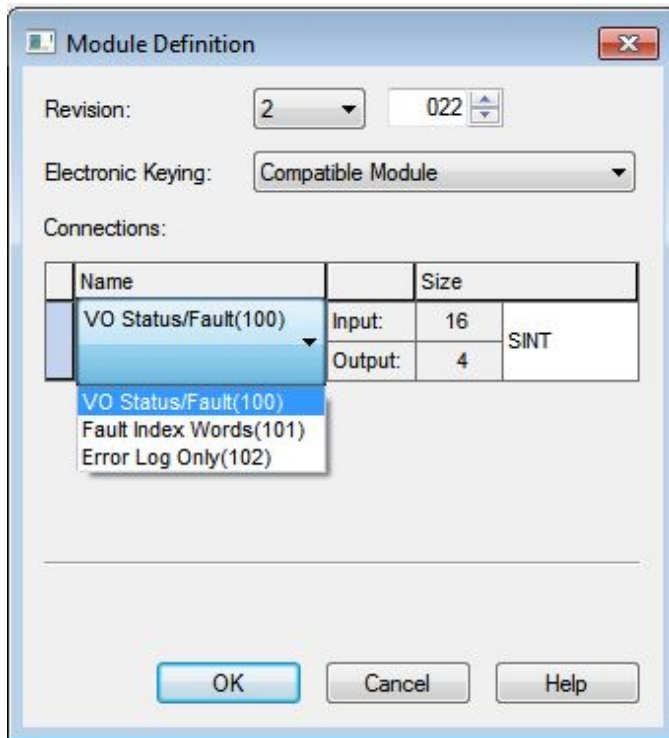 Module Definition
Revision: 2 022
Electronic Keying: Compatible Module
Connections:
Name Size
VO Status/Fault(100) Input: 16 SINT
Output: 4
VO Status/Fault(100)
Fault Index Words(101)
Error Log Only(102)
OK Cancel Help